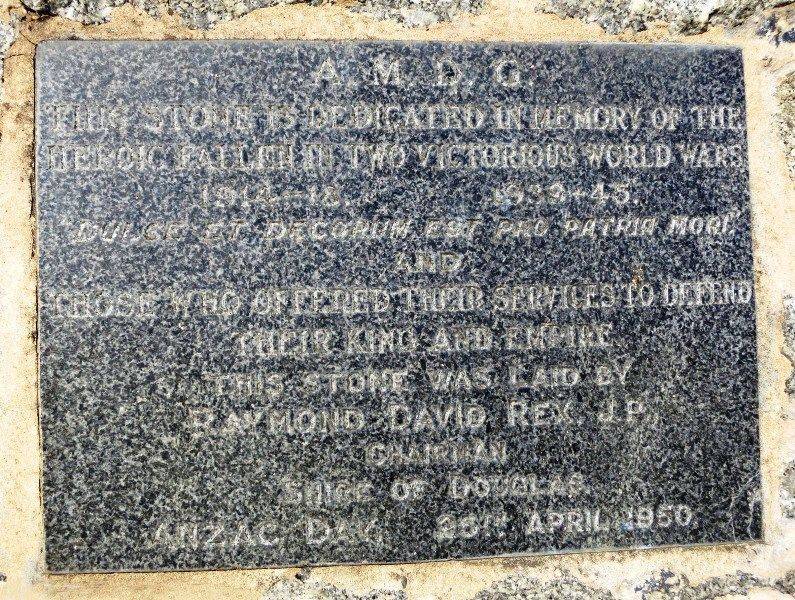 A. M. D. G.
THIS STONE IS DEDICATED IN MEMORY OF THE
HEROIC FALLEN IN TWO VICTORIOUS WORLD WARS
1914–18. 1939–45.
"DULCE ET DECORUM EST PRO PATRIA MORI"
AND
THOSE WHO OFFERED THEIR SERVICES TO DEFEND
THEIR KING AND EMPIRE
THIS STONE WAS LAID BY
RAYMOND DAVID REX. J.P.,
CHAIRMAN
SHIRE OF DOUGLAS
ANZAC DAY, 25TH APRIL 1950